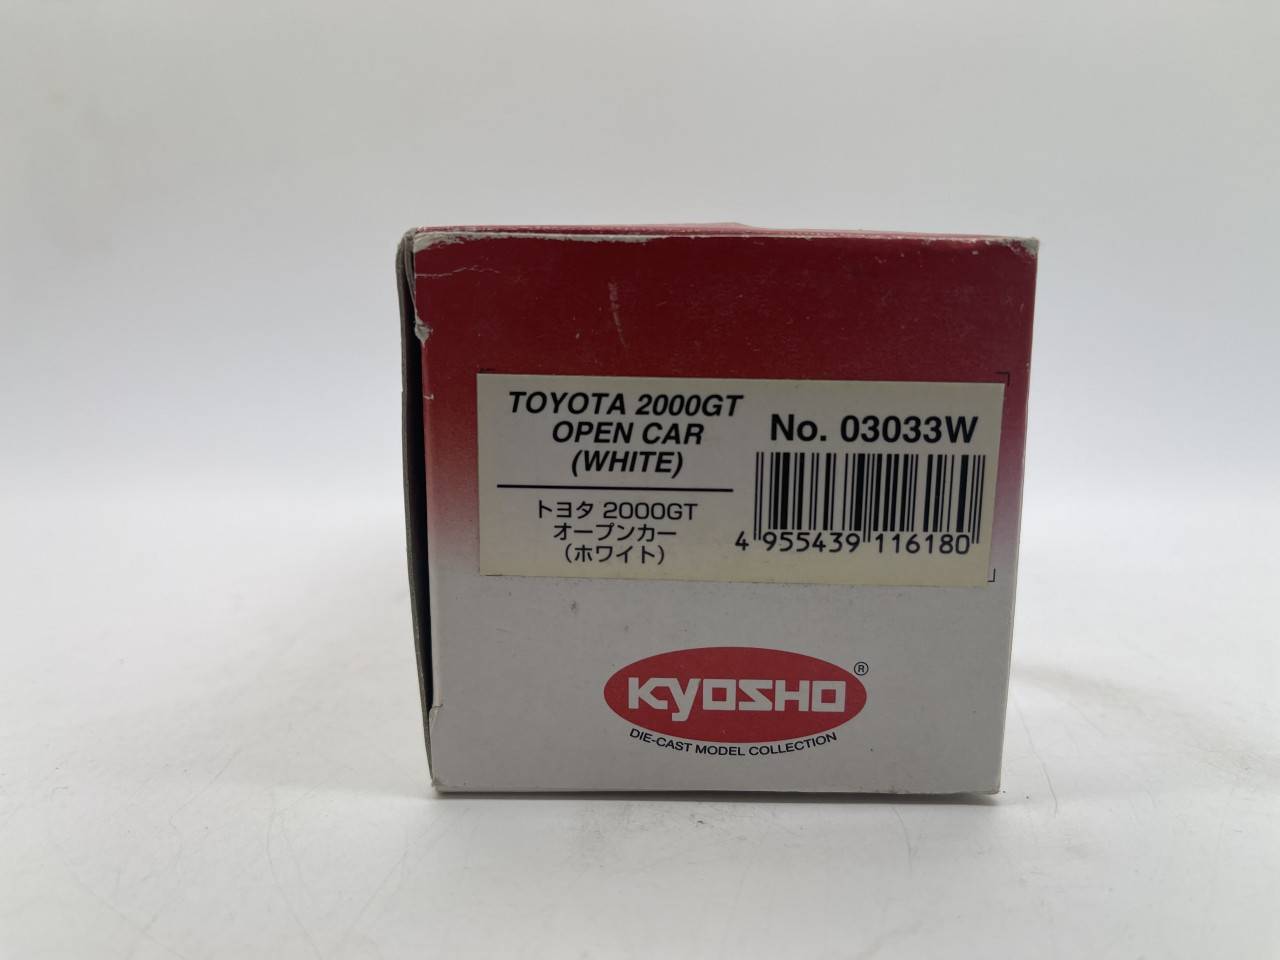 TOYOTA 2000GT
OPEN CAR
(WHITE)
トヨタ 2000GT
オープンカー
（ホワイト）
No. 03033W
4 955439 116180
KYOSHO ®
DIE-CAST MODEL COLLECTION